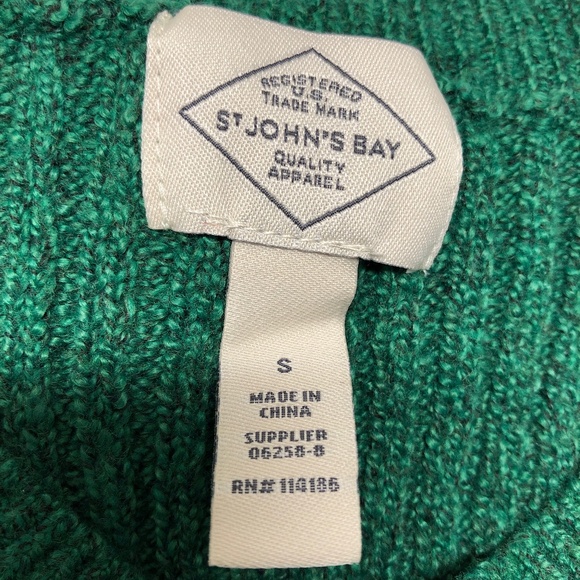 REGISTERED
U.S.
TRADE MARK
ST JOHN'S BAY
QUALITY
APPAREL
S
MADE IN
CHINA
SUPPLIER
06258-8
RN# 114186